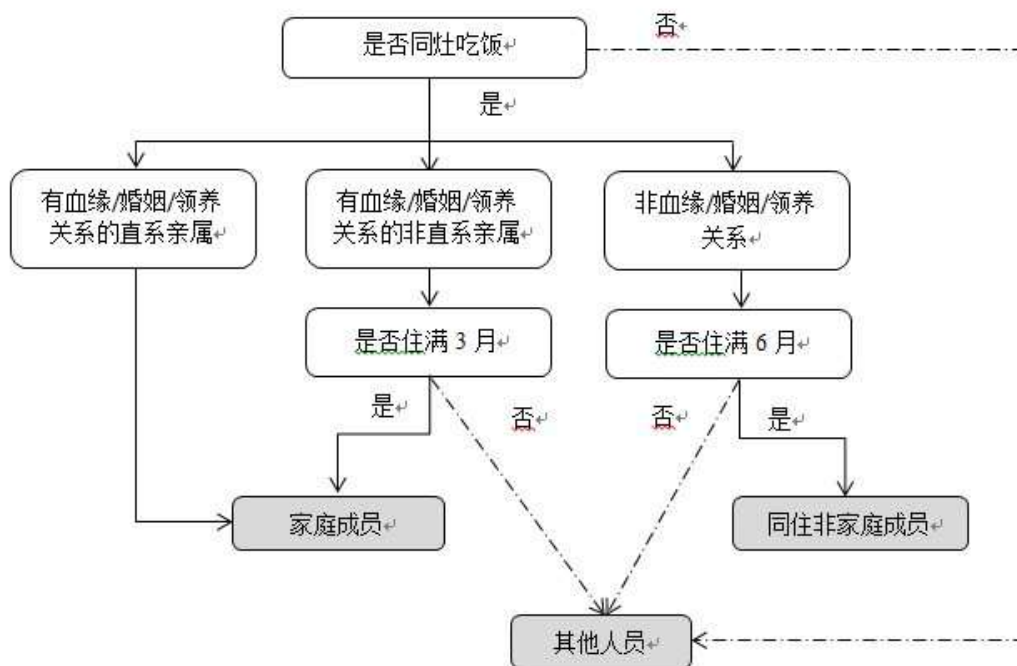 是否同灶吃饭↵
否↵
是↵
有血缘/婚姻/领养
关系的直系亲属↵
有血缘/婚姻/领养
关系的非直系亲属↵
非血缘/婚姻/领养
关系↵
是否住满 3 月↵
是否住满 6 月↵
是↵
否↵
否↵
是↵
家庭成员↵
同住非家庭成员↵
其他人员↵